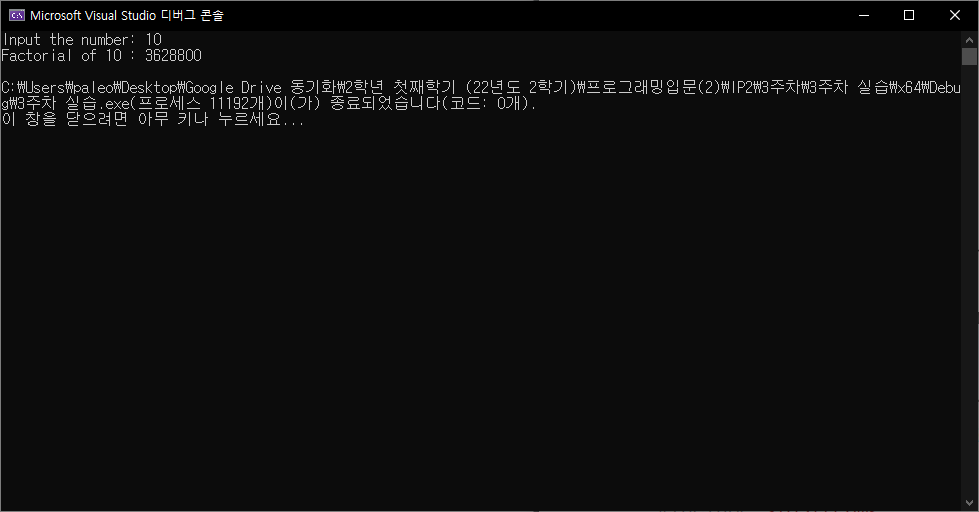 Microsoft Visual Studio 디버그 콘솔
Input the number: 10
Factorial of 10 : 3628800
C:₩Users₩paleo₩Desktop₩Google Drive 동기화₩2학년 첫째학기 (22년도 2학기)₩프로그래밍입문(2)₩IP2₩3주차₩3주차 실습₩x64₩Debu
g₩3주차 실습.exe(프로세스 11192개)이(가) 종료되었습니다(코드: 0개).
이 창을 닫으려면 아무 키나 누르세요...